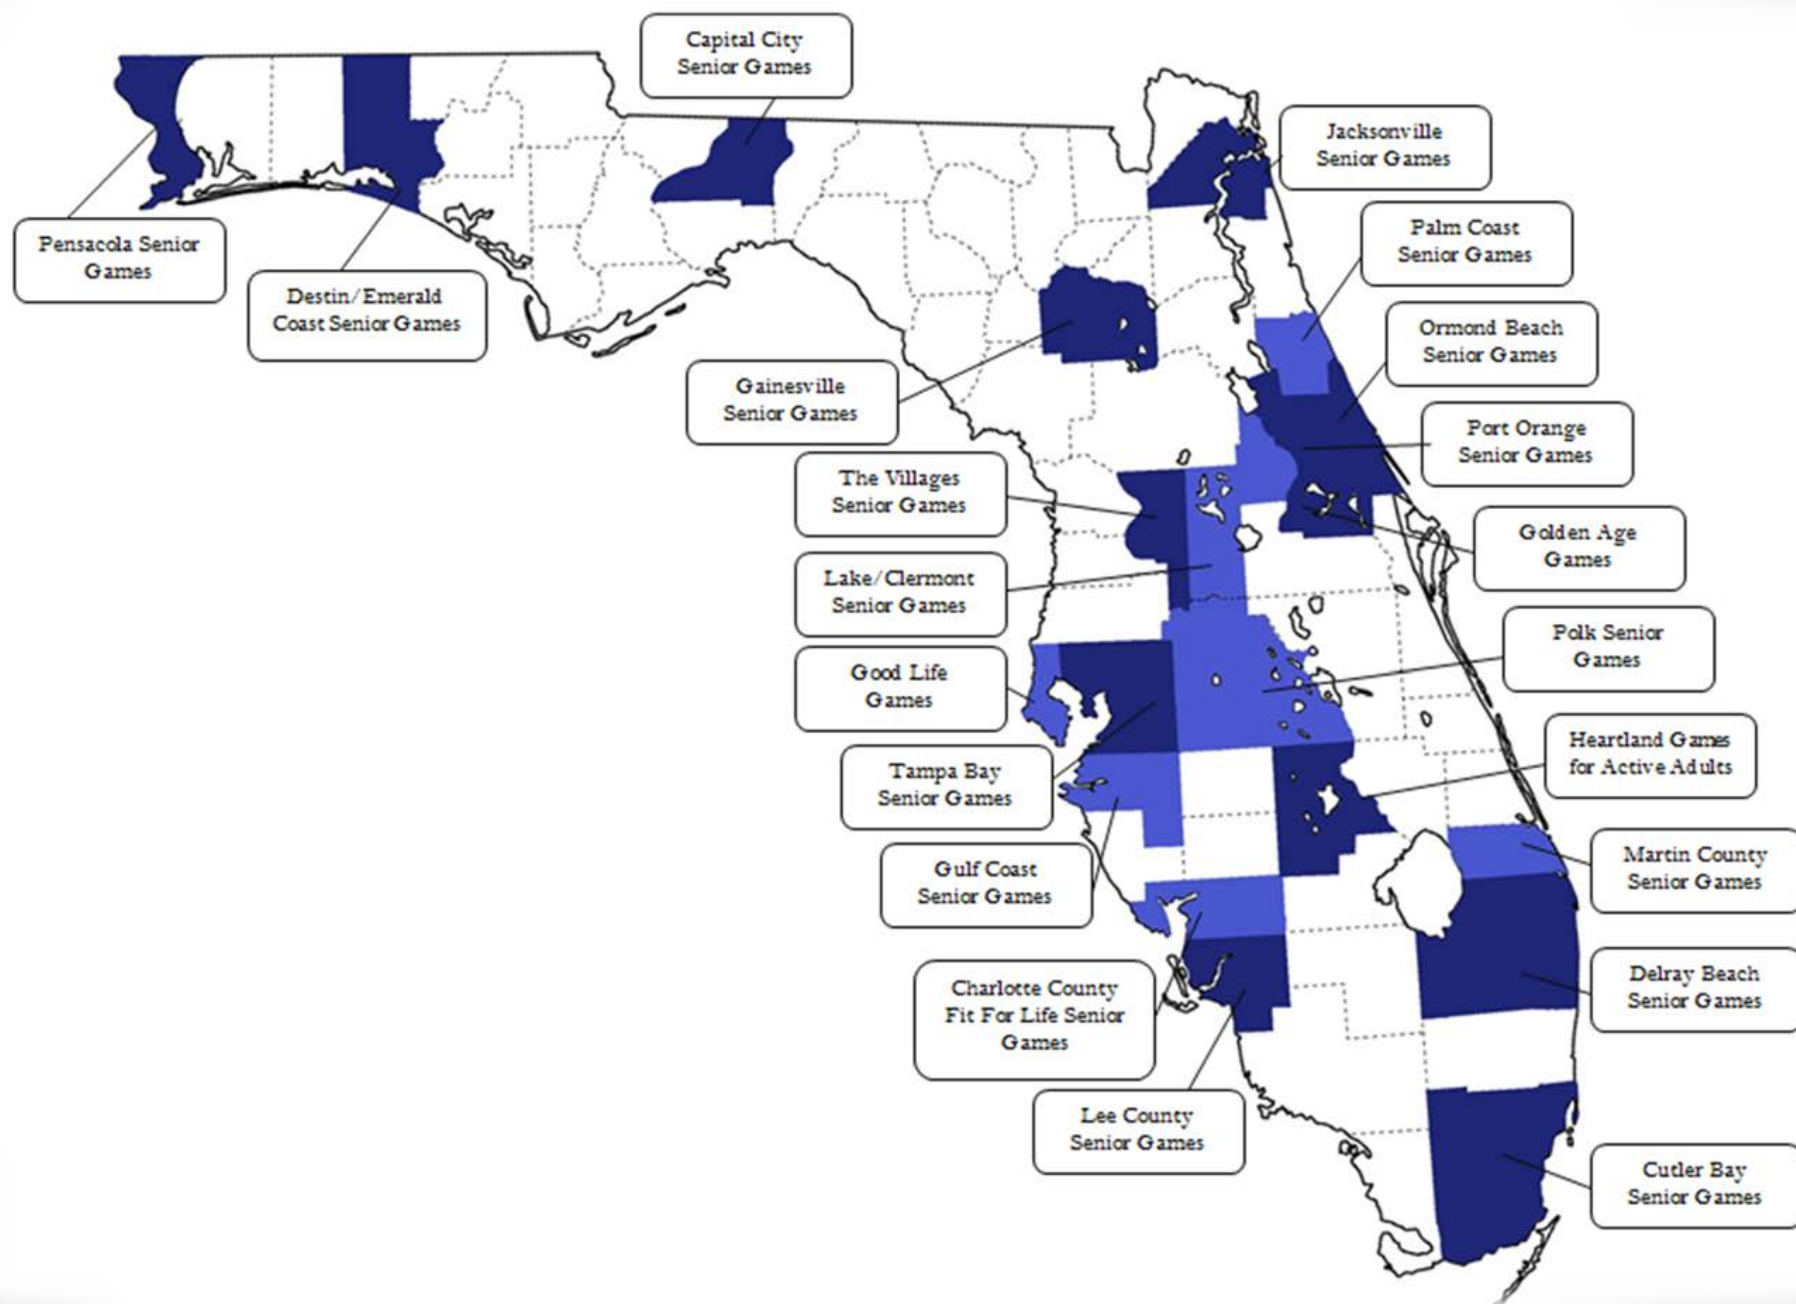 Capital City
Senior Games
Jacksonville
Senior Games
Palm Coast
Senior Games
Pensacola Senior
Games
Destin/Emerald
Coast Senior Games
Ormond Beach
Senior Games
Gainesville
Senior Games
Port Orange
Senior Games
The Villages
Senior Games
Golden Age
Games
Lake/Clermont
Senior Games
Polk Senior
Games
Good Life
Games
Heartland Games
for Active Adults
Tampa Bay
Senior Games
Martin County
Senior Games
Gulf Coast
Senior Games
Delray Beach
Senior Games
Charlotte County
Fit For Life Senior
Games
Lee County
Senior Games
Cutler Bay
Senior Games